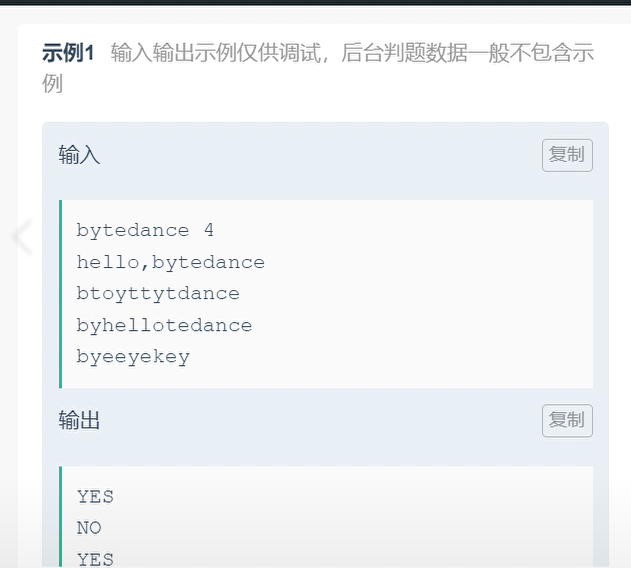 示例1 输入输出示例仅供调试，后台判题数据一般不包含示
例
输入
复制
bytedance 4
hello,bytedance
btoyttytdance
byhellotedance
byeeyekey
输出
复制
YES
NO
YES